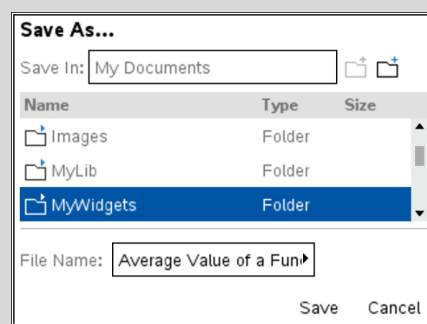 Save As...
Save In: My Documents
Name Type Size
Images Folder
MyLib Folder
MyWidgets Folder
File Name: Average Value of a Fun
Save Cancel